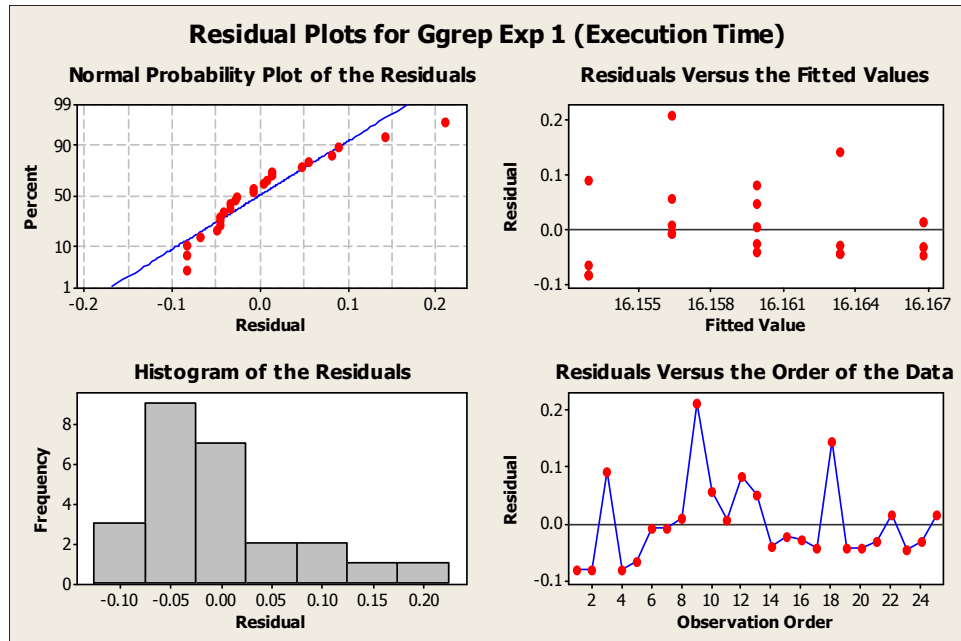 Residual Plots for Ggrep Exp 1 (Execution Time)
Normal Probability Plot of the Residuals
99
90
50
10
1
Percent
-0.2 -0.1 0.0 0.1 0.2
Residual
Residuals Versus the Fitted Values
0.2
0.1
0.0
-0.1
Residual
16.155 16.158 16.161 16.164 16.167
Fitted Value
Histogram of the Residuals
8
6
4
2
0
Frequency
-0.10 -0.05 0.00 0.05 0.10 0.15 0.20
Residual
Residuals Versus the Order of the Data
0.2
0.1
0.0
-0.1
Residual
2 4 6 8 10 12 14 16 18 20 22 24
Observation Order